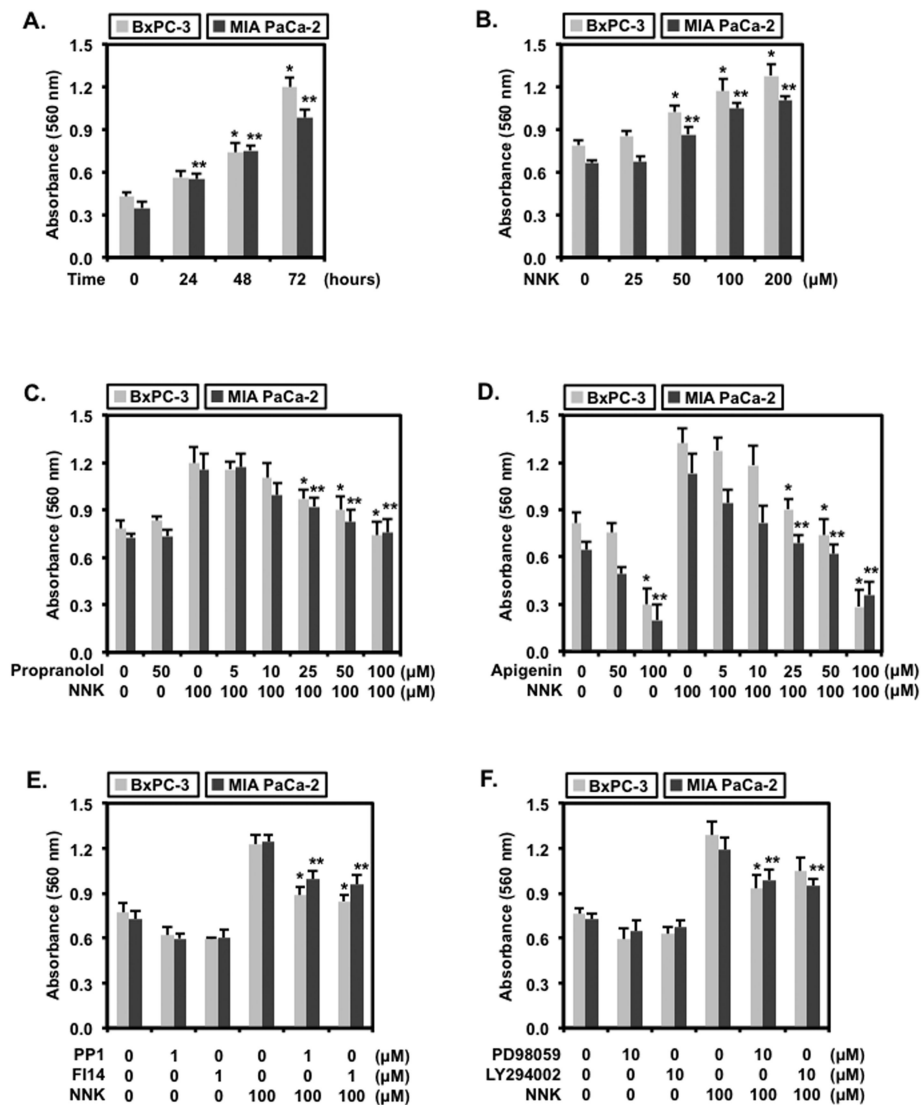 A. BxPC-3 MIA PaCa-2
Absorbance (560 nm)
1.5
1.2
0.9
0.6
0.3
0.0
* ** * ** * **
** 
Time 0 24 48 72 (hours)
B. BxPC-3 MIA PaCa-2
Absorbance (560 nm)
1.5
1.2
0.9
0.6
0.3
0.0
* ** * ** * **
NNK 0 25 50 100 200 (µM)
C. BxPC-3 MIA PaCa-2
Absorbance (560 nm)
1.5
1.2
0.9
0.6
0.3
0.0
* ** * ** * **
Propranolol 0 50 0 5 10 25 50 100 (µM)
NNK 0 0 100 100 100 100 100 100 (µM)
D. BxPC-3 MIA PaCa-2
Absorbance (560 nm)
1.5
1.2
0.9
0.6
0.3
0.0
* ** * ** * ** * **
Apigenin 0 50 100 0 5 10 25 50 100 (µM)
NNK 0 0 0 100 100 100 100 100 100 (µM)
E. BxPC-3 MIA PaCa-2
Absorbance (560 nm)
1.5
1.2
0.9
0.6
0.3
0.0
* ** * **
PP1 0 1 0 0 1 0 (µM)
FI14 0 0 1 0 0 1 (µM)
NNK 0 0 0 100 100 100 (µM)
F. BxPC-3 MIA PaCa-2
Absorbance (560 nm)
1.5
1.2
0.9
0.6
0.3
0.0
* ** **
PD98059 0 10 0 0 10 0 (µM)
LY294002 0 0 10 0 0 10 (µM)
NNK 0 0 0 100 100 100 (µM)